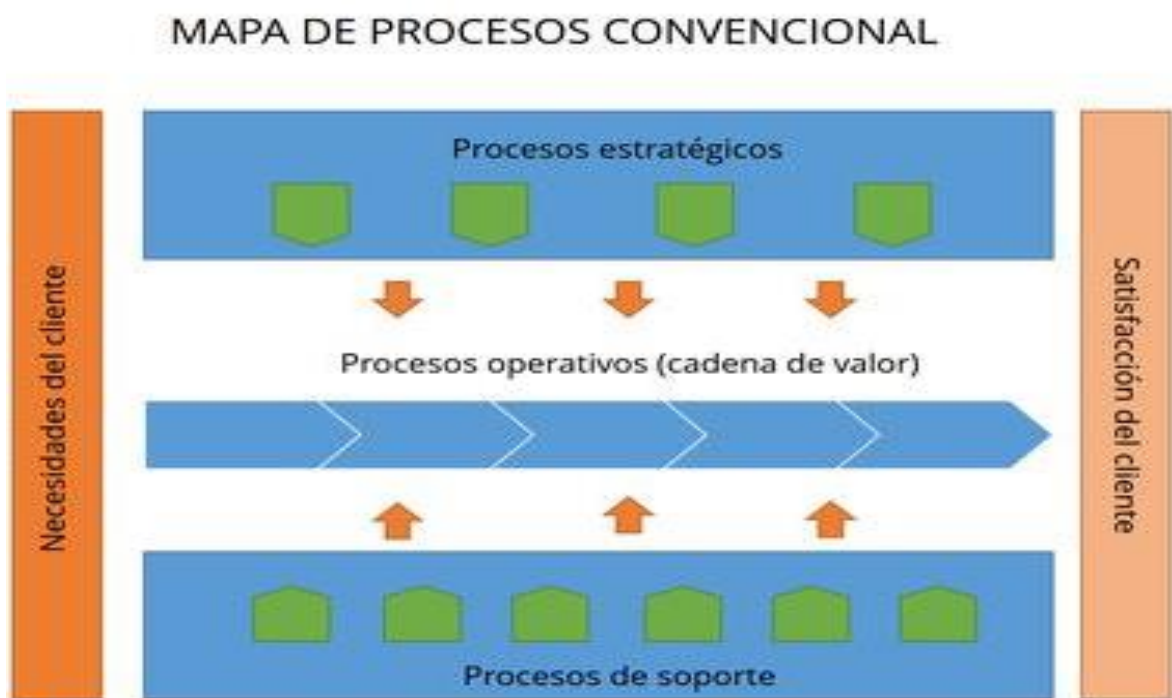 MAPA DE PROCESOS CONVENCIONAL
Necesidades del cliente
Procesos estratégicos
Procesos operativos (cadena de valor)
Procesos de soporte
Satisfacción del cliente